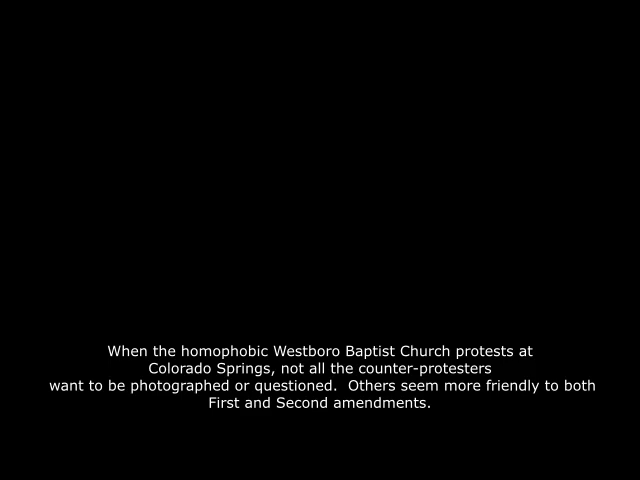 When the homophobic Westboro Baptist Church protests at
Colorado Springs, not all the counter-protesters
want to be photographed or questioned.  Others seem more friendly to both
First and Second amendments.